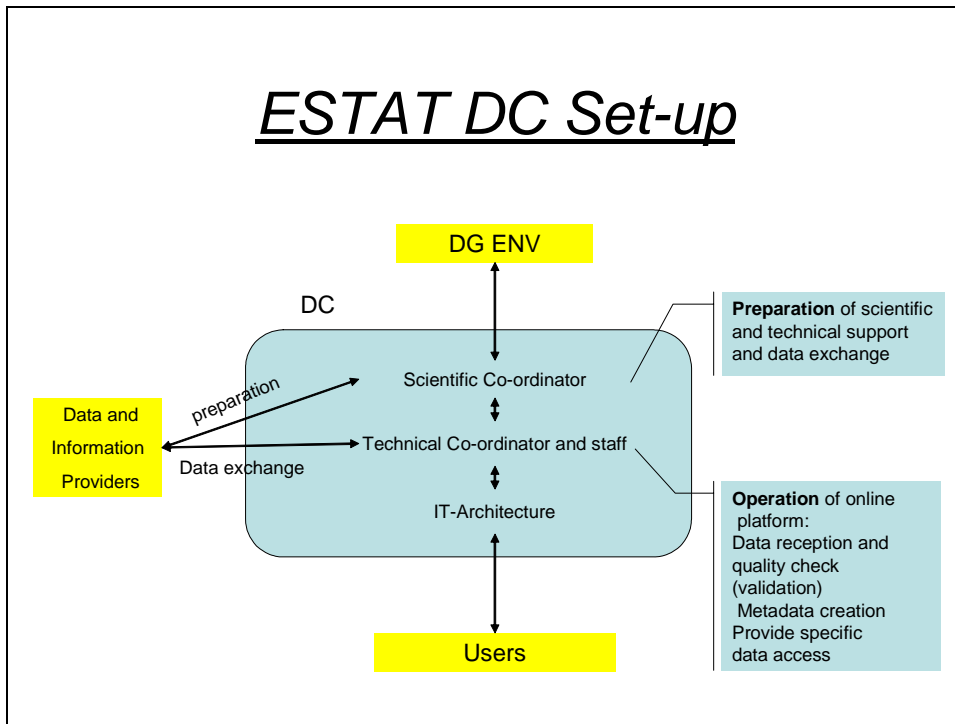 ESTAT DC Set-up
DG ENV
DC
Preparation of scientific
and technical support
and data exchange
Scientific Co-ordinator
preparation
Data and
Information
Providers
Technical Co-ordinator and staff
Data exchange
IT-Architecture
Operation of online
platform:
Data reception and
quality check
(validation)
Metadata creation
Provide specific
data access
Users